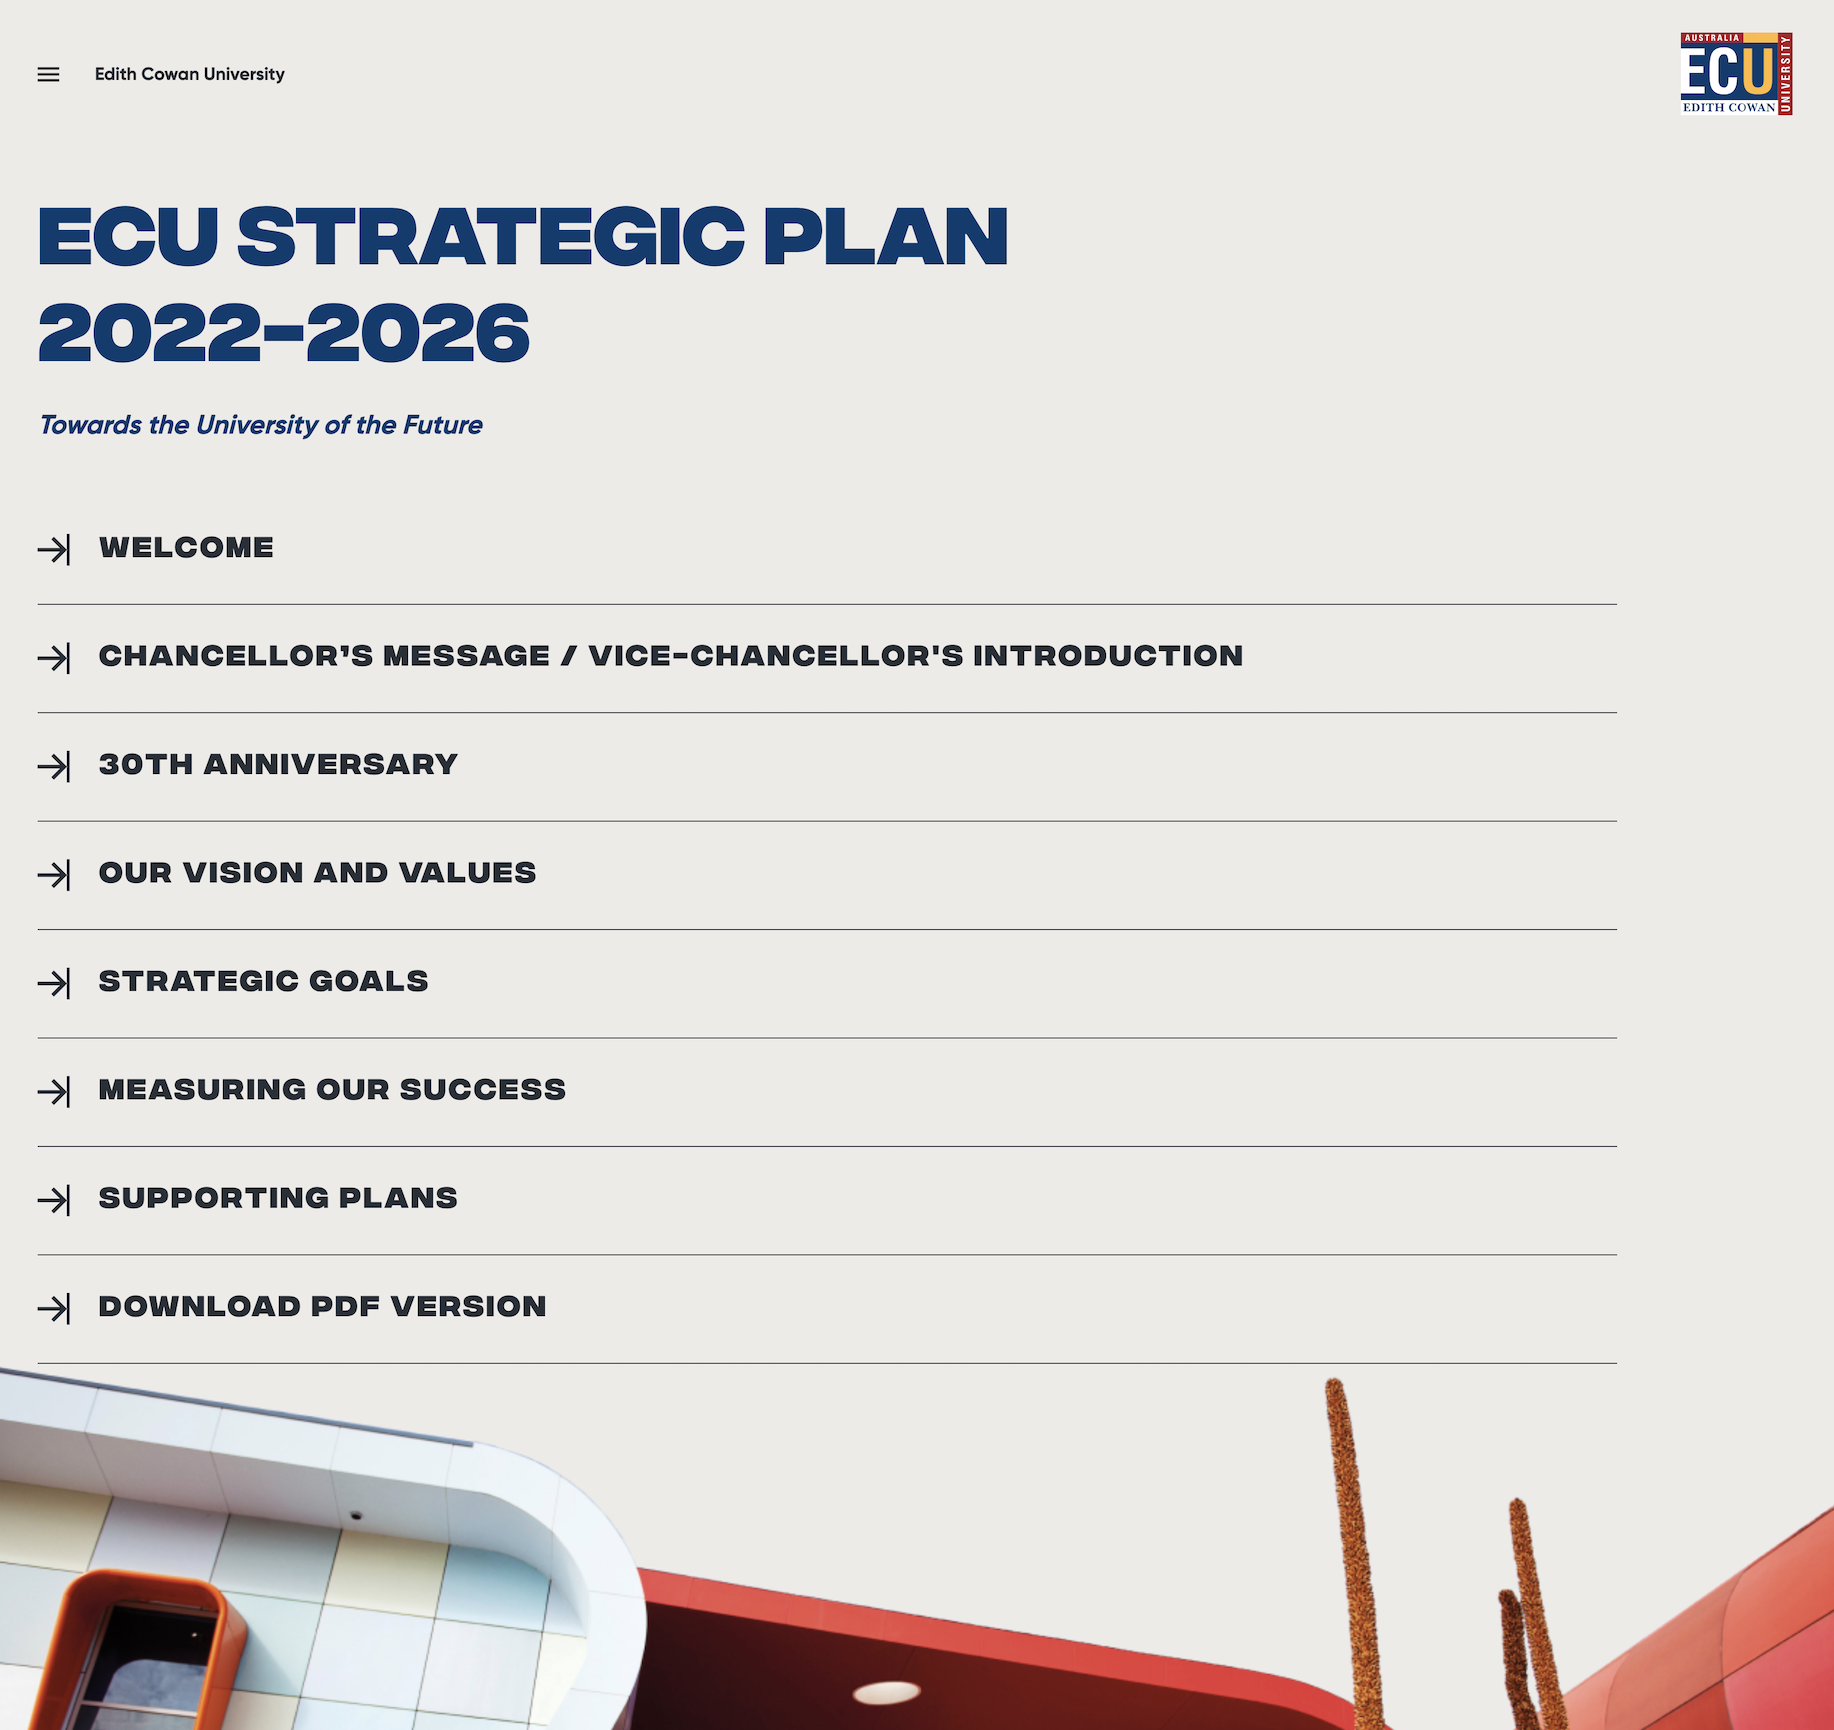 Edith Cowan University
AUSTRALIA
ECU
EDITH COWAN
UNIVERSITY
ECU STRATEGIC PLAN
2022-2026
Towards the University of the Future
WELCOME
CHANCELLOR’S MESSAGE / VICE-CHANCELLOR'S INTRODUCTION
30TH ANNIVERSARY
OUR VISION AND VALUES
STRATEGIC GOALS
MEASURING OUR SUCCESS
SUPPORTING PLANS
DOWNLOAD PDF VERSION